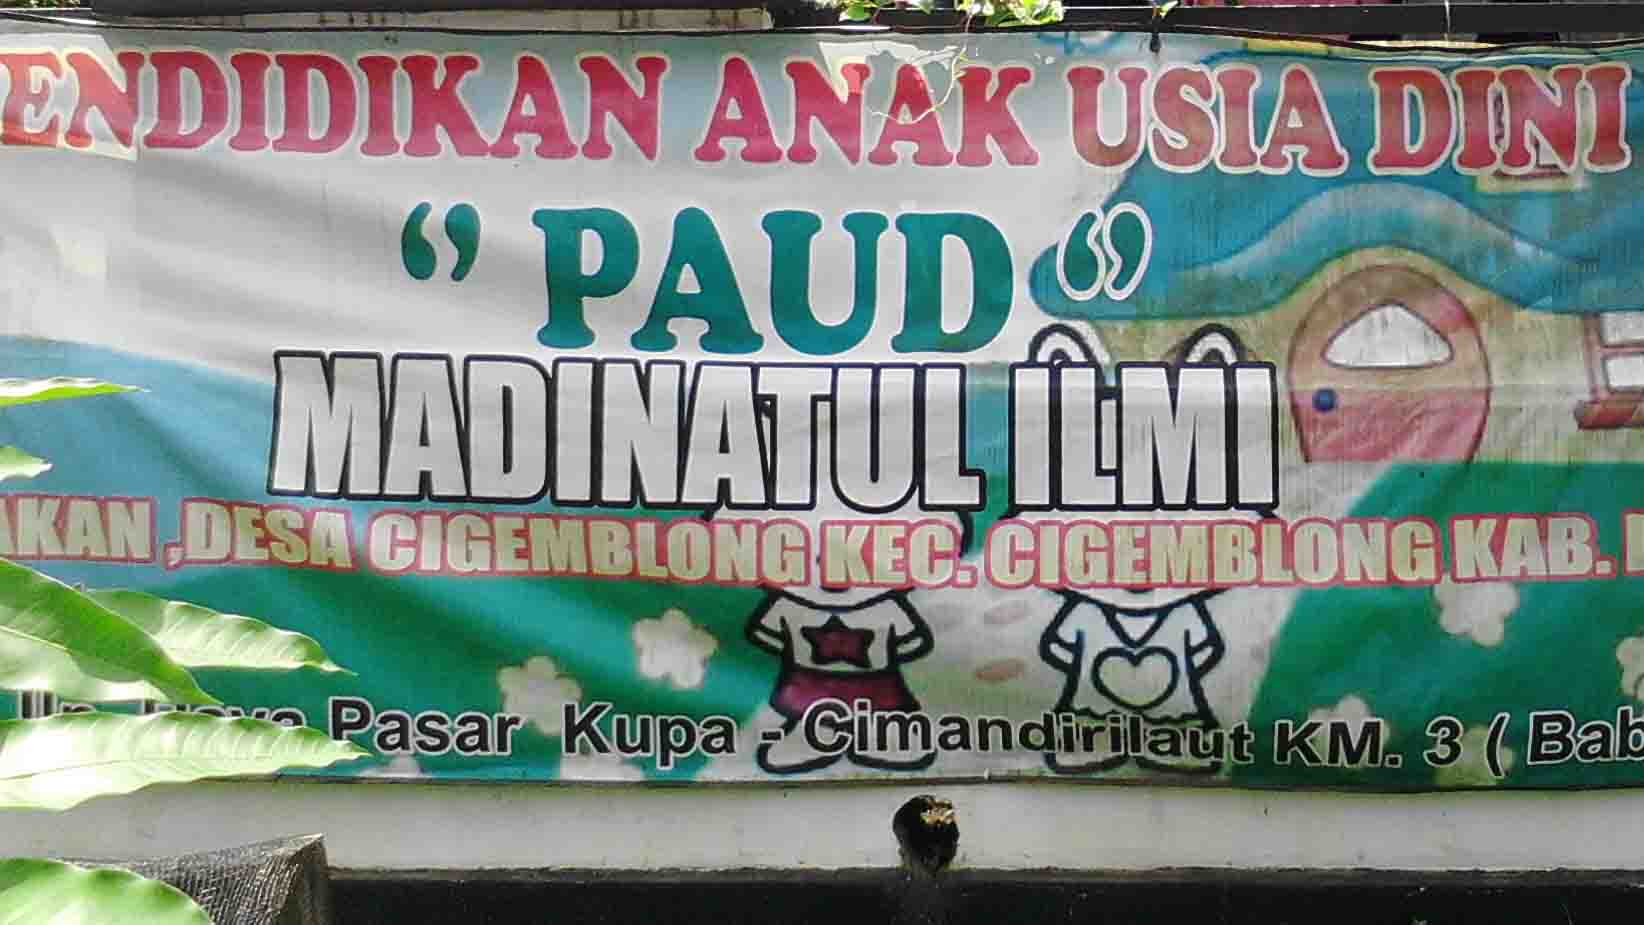 ENDIDIKAN ANAK USIA DINI
“ PAUD “
MADINATUL ILMI
AKAN ,DESA CIGEMBLONG KEC. CIGEMBLONG KAB.
Pasar Kupa - Cimandirilaut KM. 3 ( Bab